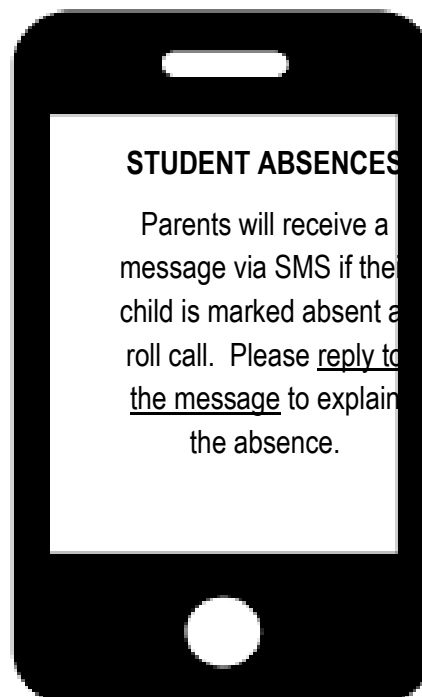 STUDENT ABSENCES
Parents will receive a
message via SMS if thei
child is marked absent a
roll call. Please reply to
the message to explain
the absence.